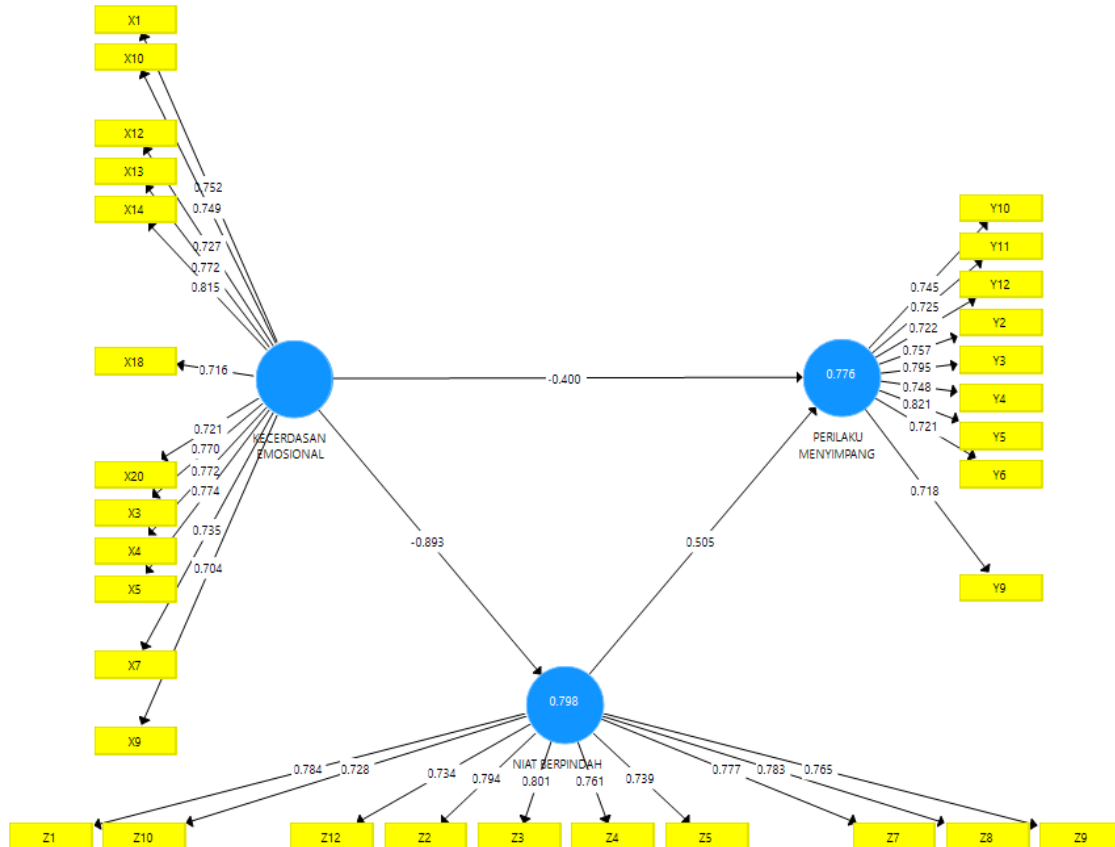 X1
X10
X12
X13
X14
X18
X20
X3
X4
X5
X7
X9
0.752
0.749
0.727
0.772
0.815
0.716
0.721
0.770
0.772
0.774
0.735
0.704
KECERDASAN
EMOSIONAL
-0.400
-0.893
0.505
0.776
PERILAKU
MENYIMPANG
0.745
0.725
0.722
0.757
0.795
0.748
0.821
0.721
0.718
Y10
Y11
Y12
Y2
Y3
Y4
Y5
Y6
Y9
0.798
NIAT BERPINDAH
0.784
0.728
0.734
0.794
0.801
0.761
0.739
0.777
0.783
0.765
Z1
Z10
Z12
Z2
Z3
Z4
Z5
Z7
Z8
Z9